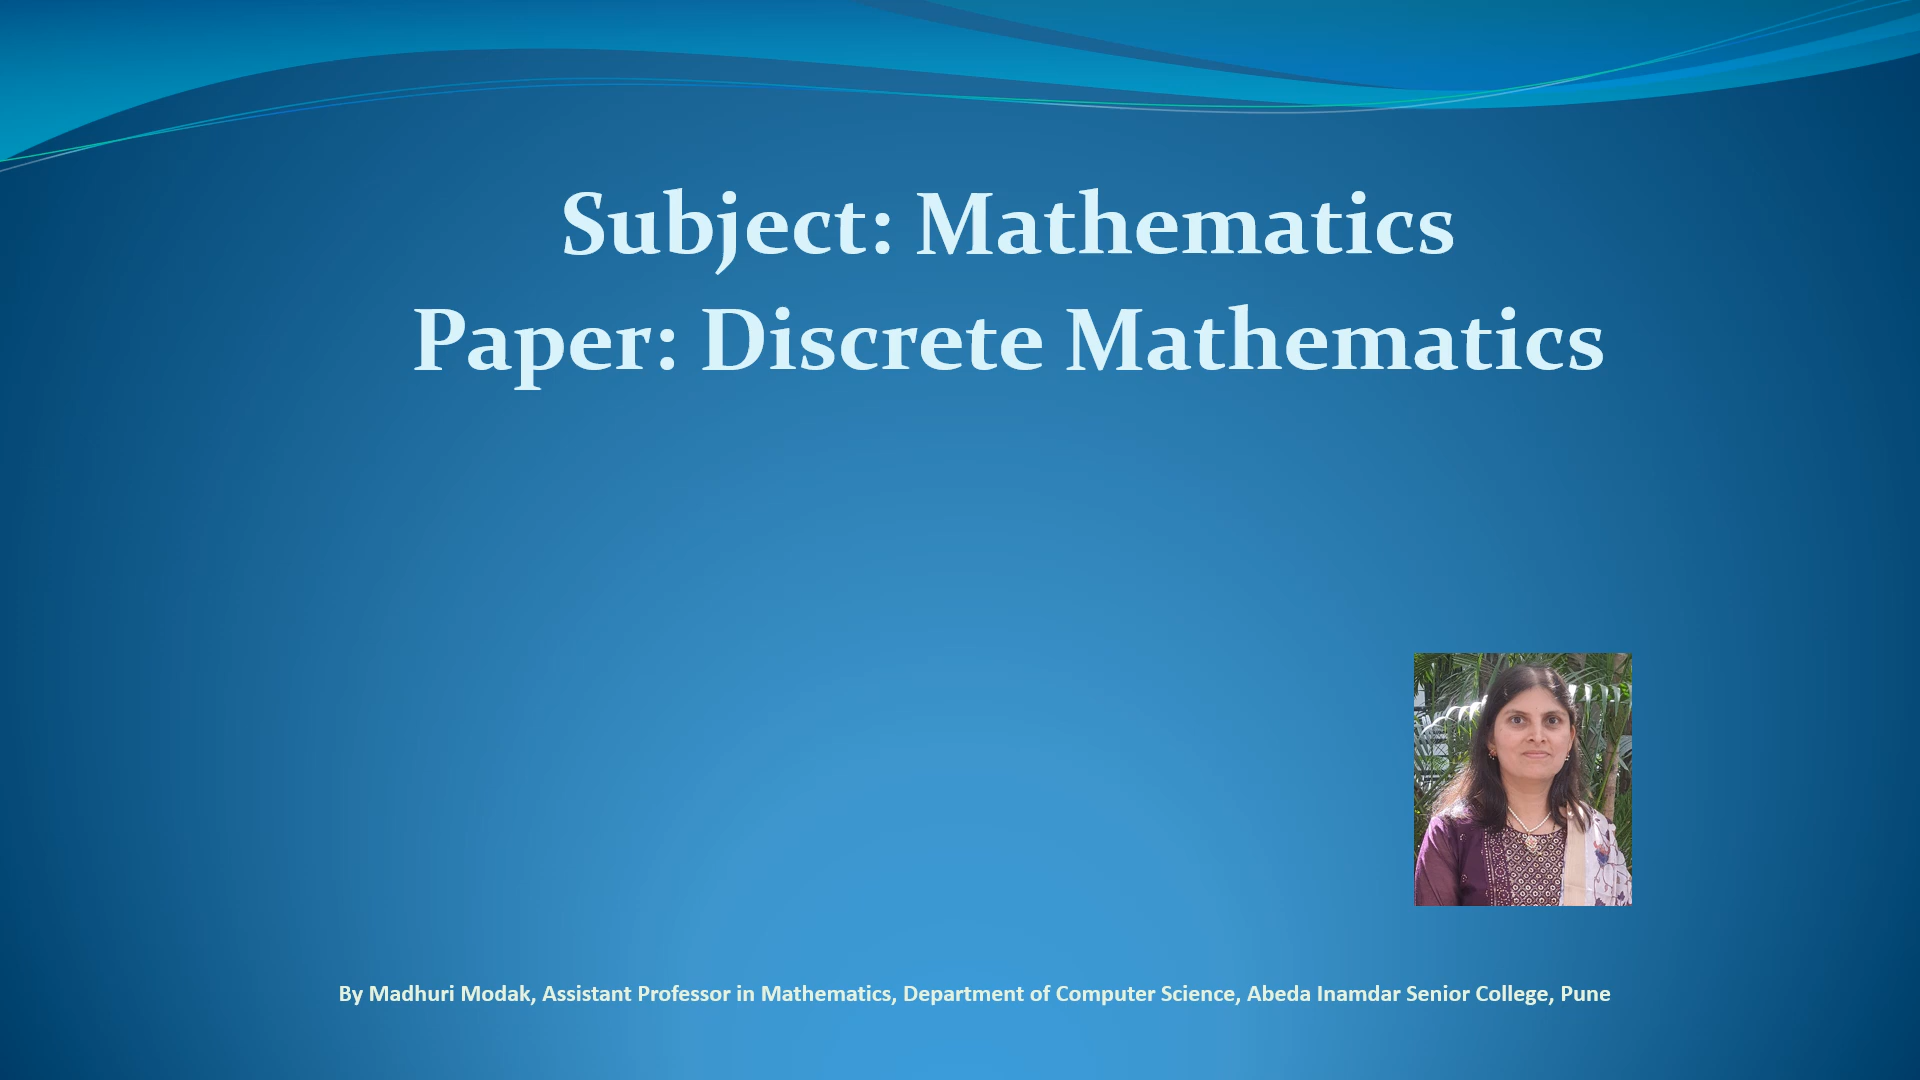 Subject: Mathematics
Paper: Discrete Mathematics
By Madhuri Modak, Assistant Professor in Mathematics, Department of Computer Science, Abeda Inamdar Senior College, Pune